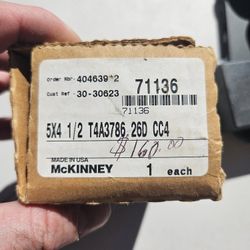 Order Nbr- 404639*2
Cust Ref - 30-30623
71136
71136
5X4 1/2 T4A3786 26D CC4
$160.00
MADE IN USA
McKINNEY
1 each